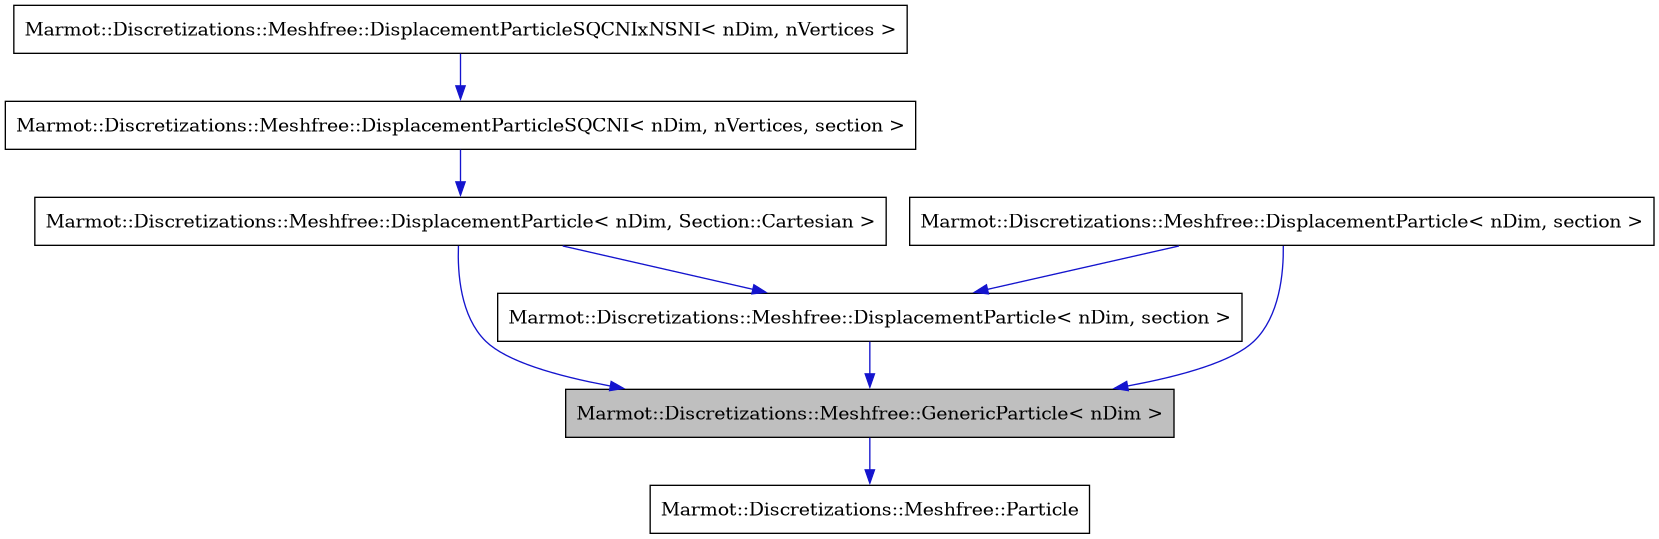 Marmot::Discretizations::Meshfree::DisplacementParticleSQCNIxNSNI< nDim, nVertices >
Marmot::Discretizations::Meshfree::DisplacementParticleSQCNI< nDim, nVertices, section >
Marmot::Discretizations::Meshfree::DisplacementParticle< nDim, Section::Cartesian >
Marmot::Discretizations::Meshfree::DisplacementParticle< nDim, section >
Marmot::Discretizations::Meshfree::DisplacementParticle< nDim, section >
Marmot::Discretizations::Meshfree::GenericParticle< nDim >
Marmot::Discretizations::Meshfree::Particle